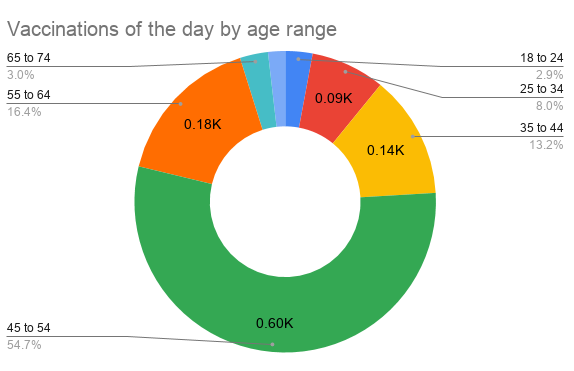 Vaccinations of the day by age range
65 to 74
3.0%
55 to 64
16.4%
45 to 54
54.7%
18 to 24
2.9%
25 to 34
8.0%
35 to 44
13.2%
0.09K
0.14K
0.18K
0.60K